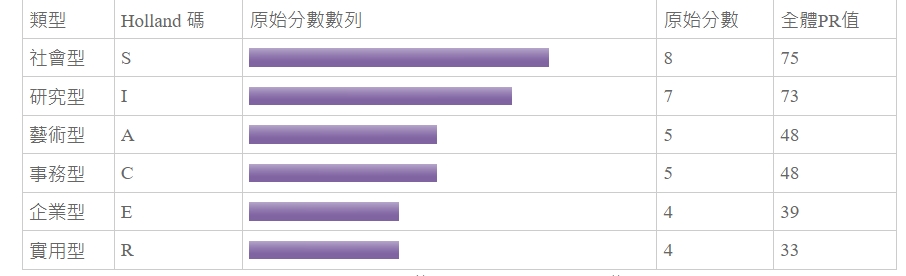 類型 Holland 碼 原始分數數列 原始分數 全體PR值
社會型 S 8 75
研究型 I 7 73
藝術型 A 5 48
事務型 C 5 48
企業型 E 4 39
實用型 R 4 33